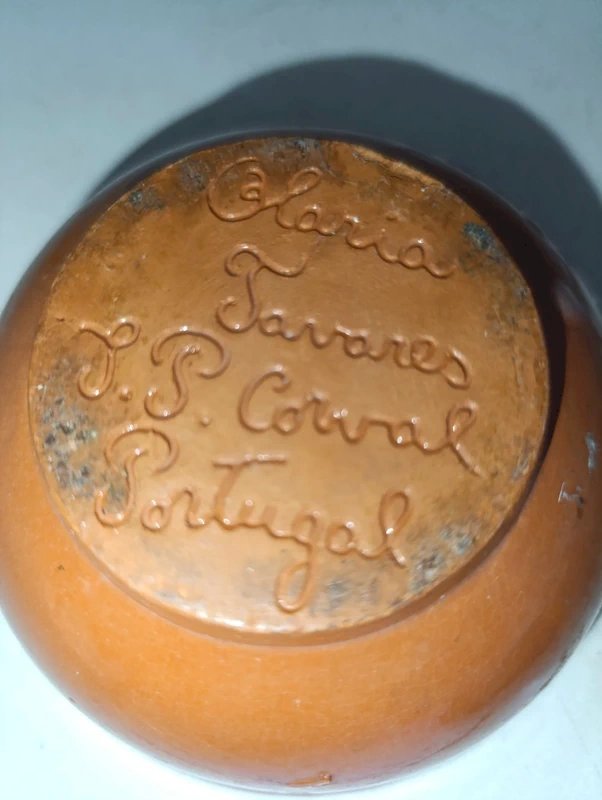 Olaria
Tavares
S. P. Corval
Portugal